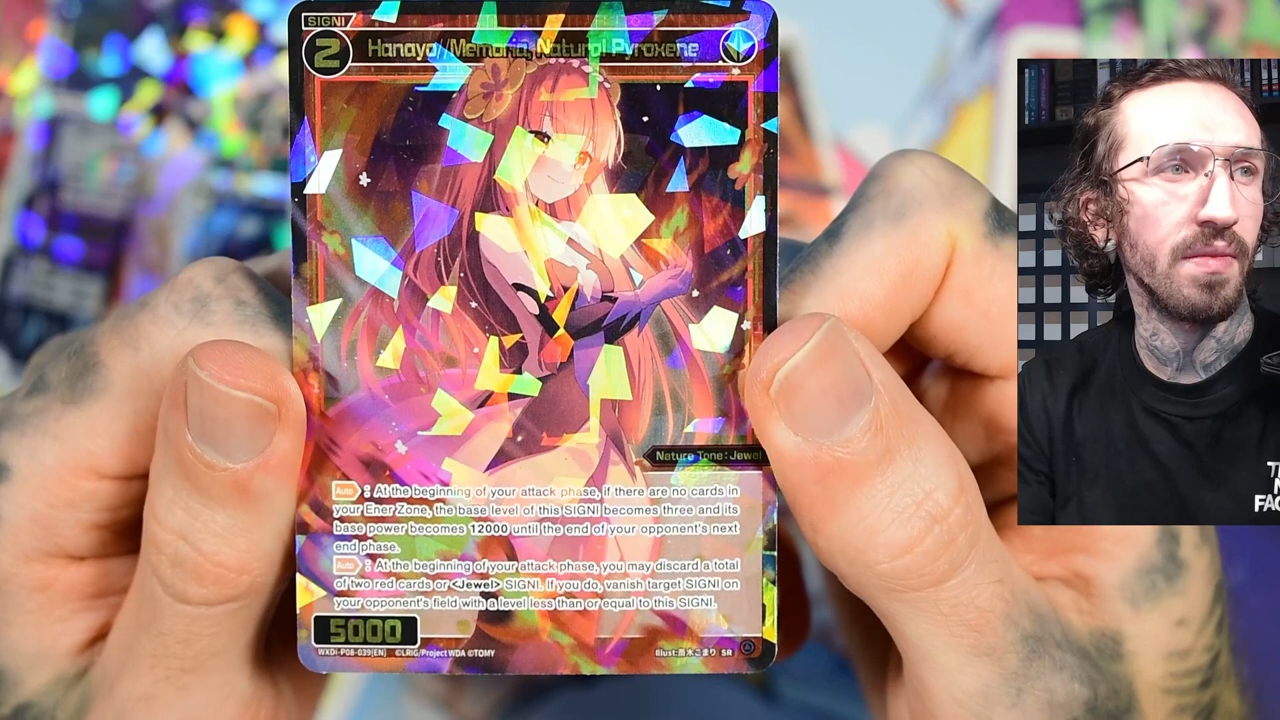 SIGNI
2
Hanayo//Memoria, Natural Pyroxene
Nature Tone: Jewel
Auto : At the beginning of your attack phase, if there are no cards in
your Ener Zone, the base level of this SIGNI becomes three and its
base power becomes 12000 until the end of your opponent's next
end phase.
Auto : At the beginning of your attack phase, you may discard a total
of two red cards or <Jewel> SIGNI. If you do, vanish target SIGNI on
your opponent's field with a level less than or equal to this SIGNI.
5000
WXDi-P08-039[EN] ©LRIG/Project WDA ©TOMY
Illust:
SR